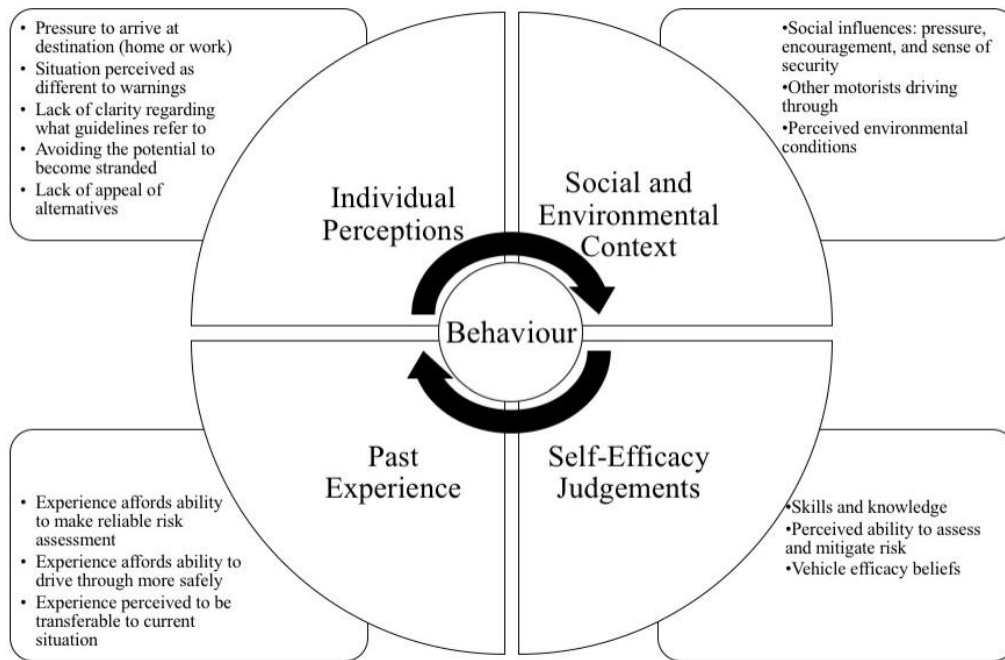 • Pressure to arrive at
destination (home or work)
• Situation perceived as
different to warnings
• Lack of clarity regarding
what guidelines refer to
• Avoiding the potential to
become stranded
• Lack of appeal of
alternatives
•Social influences: pressure,
encouragement, and sense of
security
•Other motorists driving
through
•Perceived environmental
conditions
Individual
Perceptions
Social and
Environmental
Context
Behaviour
Past
Experience
Self-Efficacy
Judgements
• Experience affords ability
to make reliable risk
assessment
• Experience affords ability to
drive through more safely
• Experience perceived to be
transferable to current
situation
•Skills and knowledge
•Perceived ability to assess
and mitigate risk
•Vehicle efficacy beliefs